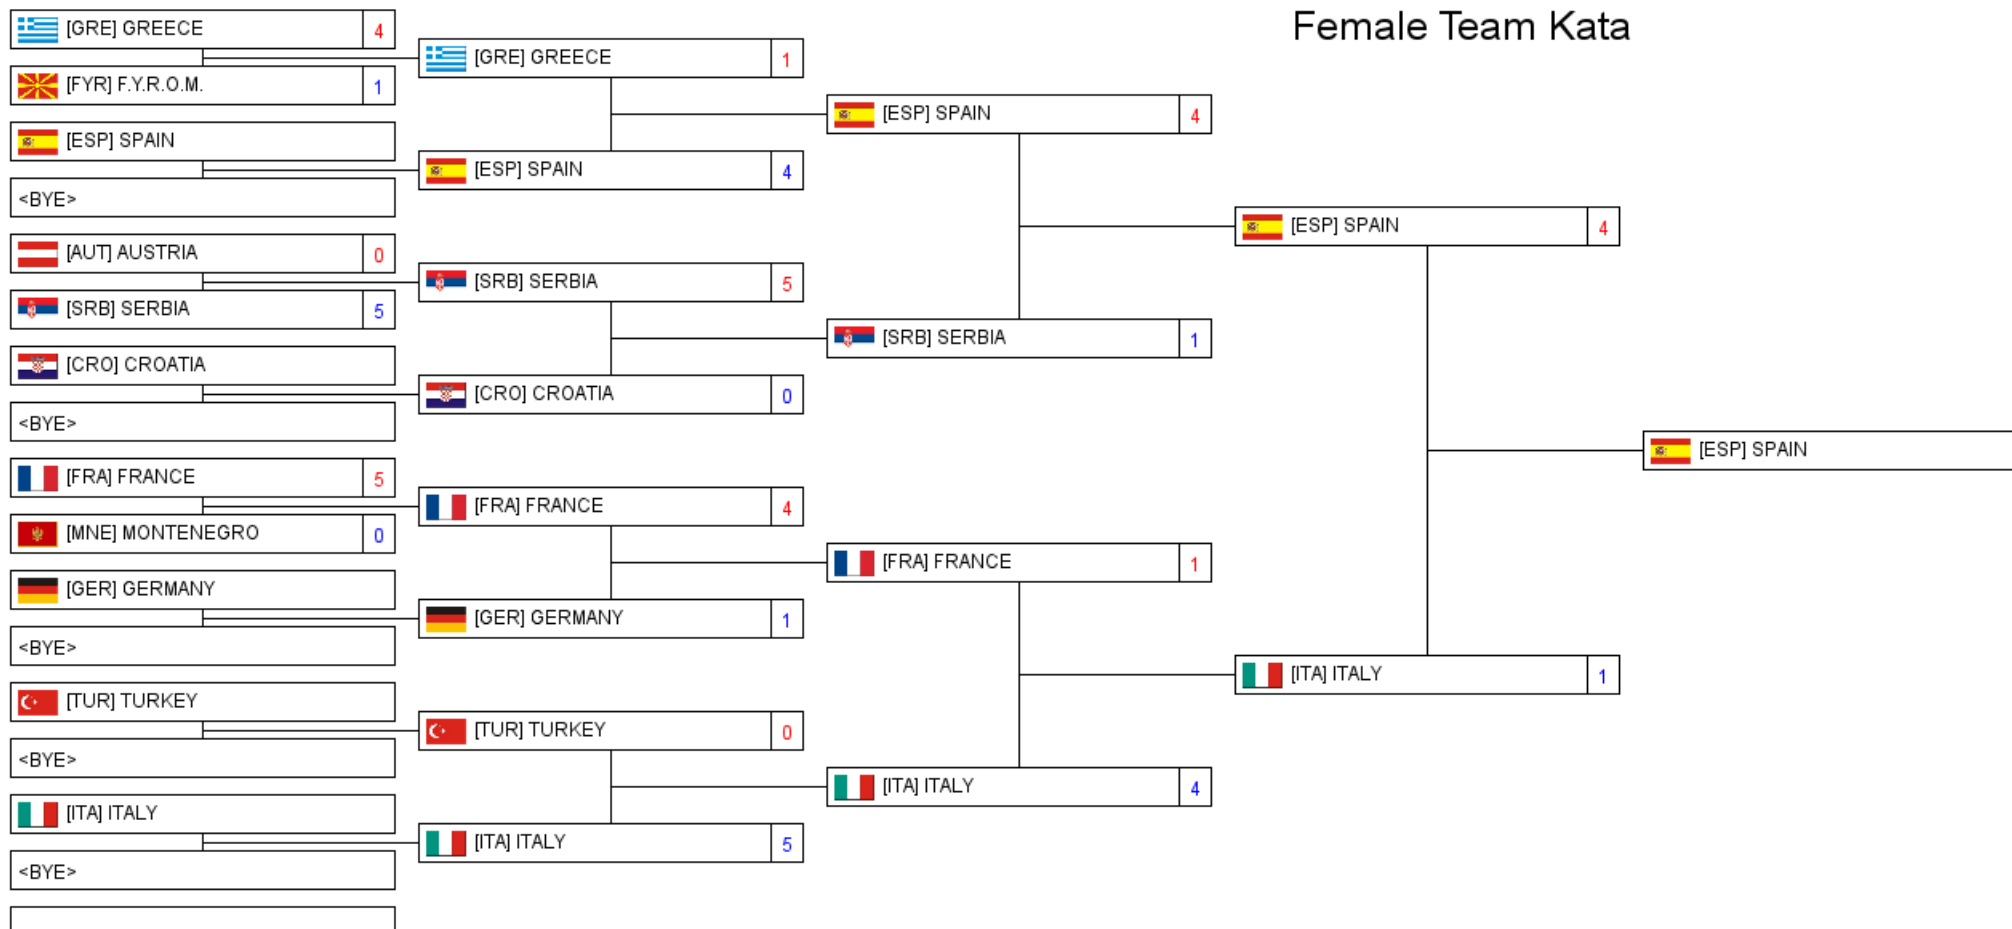 Female Team Kata
[GRE] GREECE 4
[FYR] F.Y.R.O.M. 1
[ESP] SPAIN
<BYE>
[AUT] AUSTRIA 0
[SRB] SERBIA 5
[CRO] CROATIA
<BYE>
[FRA] FRANCE 5
[MNE] MONTENEGRO 0
[GER] GERMANY
<BYE>
[TUR] TURKEY
<BYE>
[ITA] ITALY
<BYE>
[GRE] GREECE 1
[ESP] SPAIN 4
[SRB] SERBIA 5
[CRO] CROATIA 0
[FRA] FRANCE 4
[GER] GERMANY 1
[TUR] TURKEY 0
[ITA] ITALY 5
[ESP] SPAIN 4
[SRB] SERBIA 1
[FRA] FRANCE 1
[ITA] ITALY 4
[ESP] SPAIN 4
[ITA] ITALY 1
[ESP] SPAIN